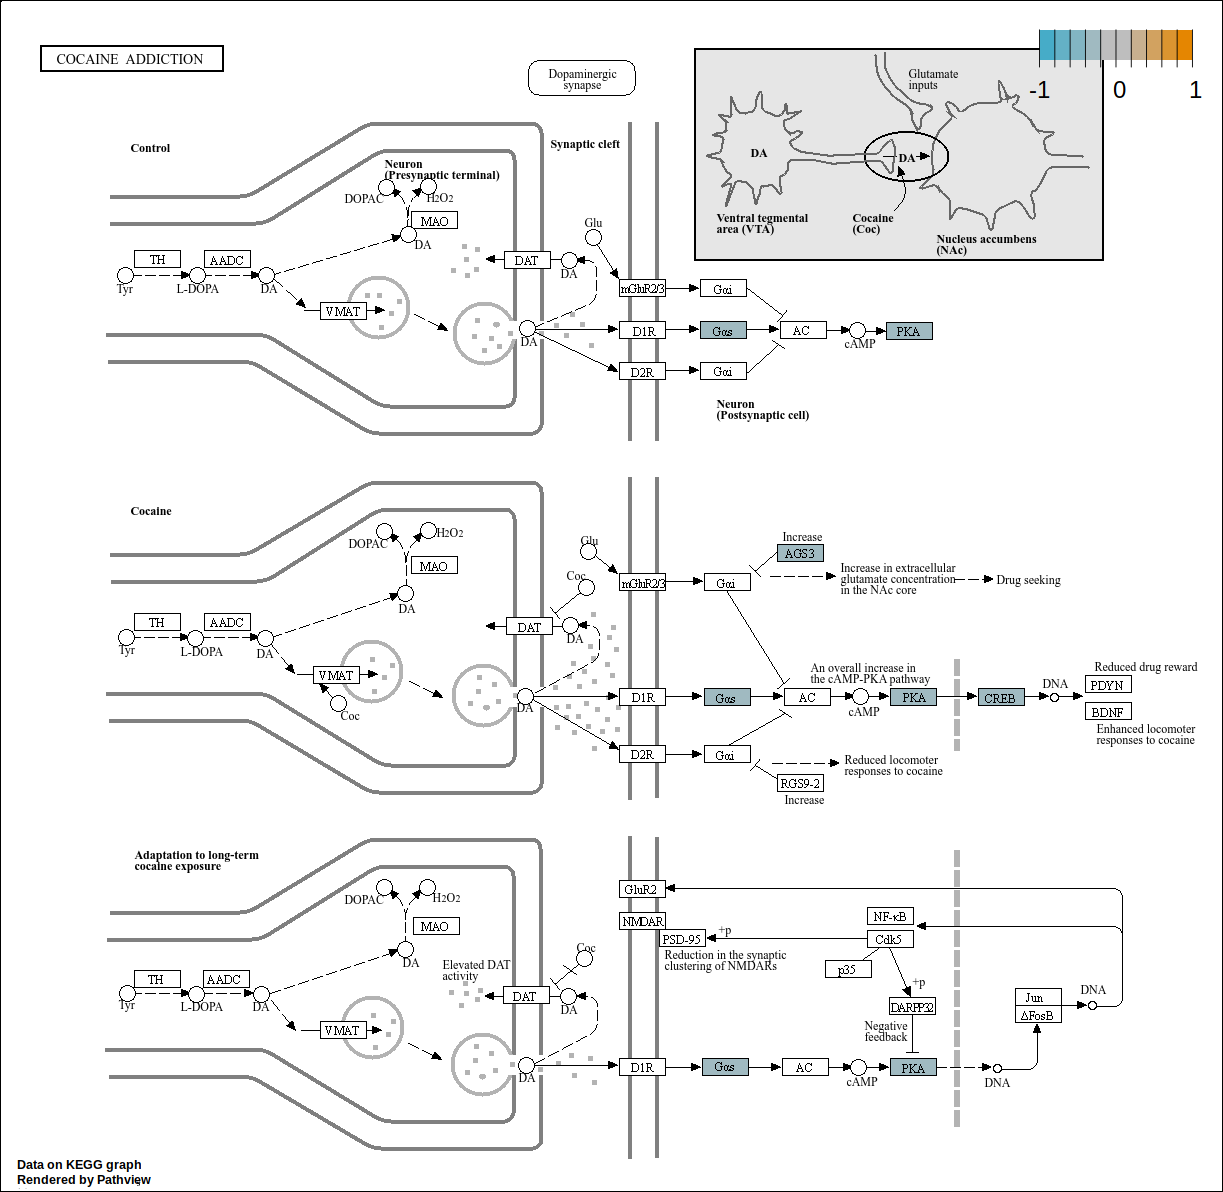 COCAINE ADDICTION
Dopaminergic
synapse
-1
0
1
Glutamate
inputs
DA
DA
Ventral tegmental
area (VTA)
Cocaine
(Coc)
Nucleus accumbens
(NAc)
Control
Neuron
(Presynaptic terminal)
Synaptic cleft
DOPAC
H2O2
MAO
DA
TH
AADC
Tyr
L-DOPA
DA
VMAT
DAT
DA
DA
Glu
mGluR2/3
Gαi
D1R
Gαs
AC
cAMP
PKA
D2R
Gαi
Neuron
(Postsynaptic cell)
Cocaine
DOPAC
H2O2
MAO
DA
TH
AADC
Tyr
L-DOPA
DA
VMAT
Coc
DAT
DA
DA
Glu
Coc
mGluR2/3
Gαi
Increase
AGS3
Increase in extracellular
glutamate concentration
in the NAc core
Drug seeking
An overall increase in
the cAMP-PKA pathway
D1R
Gαs
AC
cAMP
PKA
CREB
DNA
Reduced drug reward
PDYN
BDNF
Enhanced locomoter
responses to cocaine
D2R
Gαi
Reduced locomoter
responses to cocaine
RGS9-2
Increase
Adaptation to long-term
cocaine exposure
DOPAC
H2O2
MAO
DA
TH
AADC
Tyr
L-DOPA
DA
VMAT
Elevated DAT
activity
DAT
DA
DA
Coc
GluR2
NMDAR
PSD-95
+p
Reduction in the synaptic
clustering of NMDARs
NF-κB
Cdk5
p35
+p
DARPP32
Negative
feedback
D1R
Gαs
AC
cAMP
PKA
DNA
Jun
ΔFosB
DNA
Data on KEGG graph
Rendered by Pathview